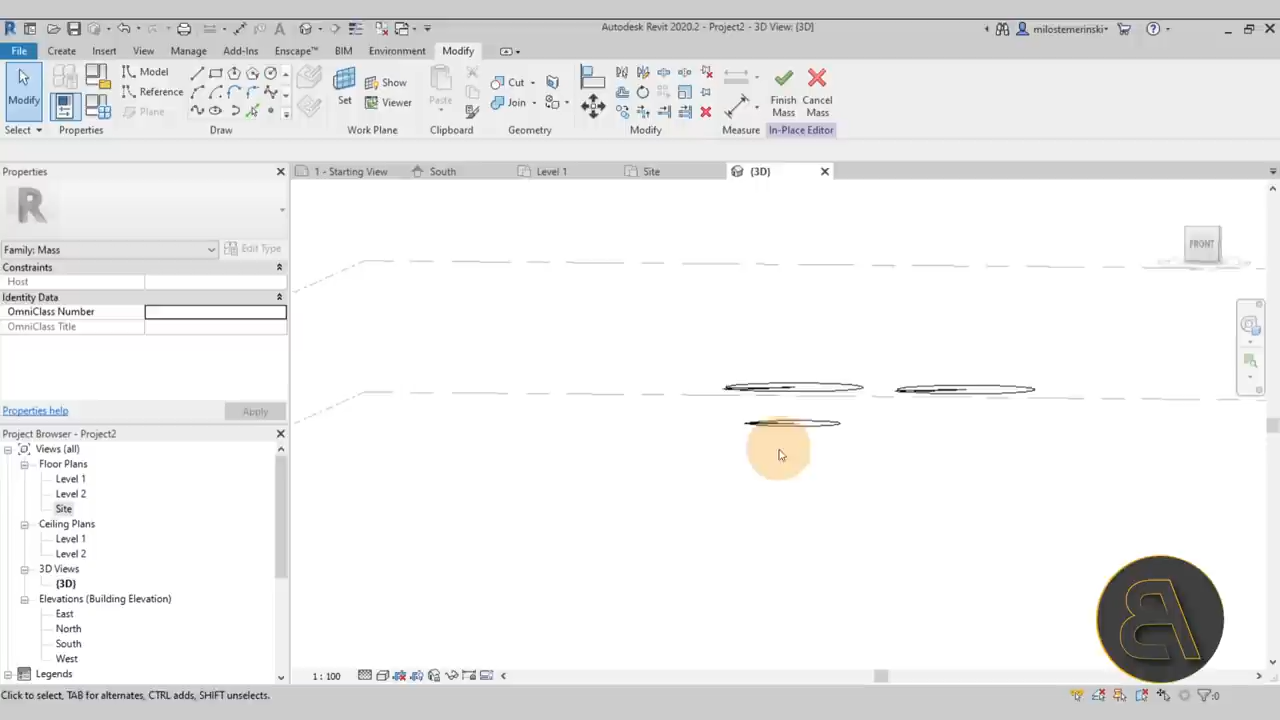 Autodesk Revit 2020.2 - Project2 - 3D View: {3D}
milostemerinski
File Create Insert View Manage Add-Ins Enscape™ BIM Environment Modify
Modify
Model
Reference
Plane
Set
Show
Viewer
Paste
Cut
Join
Finish Mass
Cancel Mass
Select Properties Draw Work Plane Clipboard Geometry Modify Measure In-Place Editor
Properties
1 - Starting View South Level 1 Site {3D}
R
Family: Mass Edit Type
Constraints
Host
Identity Data
OmniClass Number
OmniClass Title
FRONT
Properties help Apply
Project Browser - Project2
Views (all)
Floor Plans
Level 1
Level 2
Site
Ceiling Plans
Level 1
Level 2
3D Views
{3D}
Elevations (Building Elevation)
East
North
South
West
Legends
1 : 100
Click to select, TAB for alternates, CTRL adds, SHIFT unselects.
:0